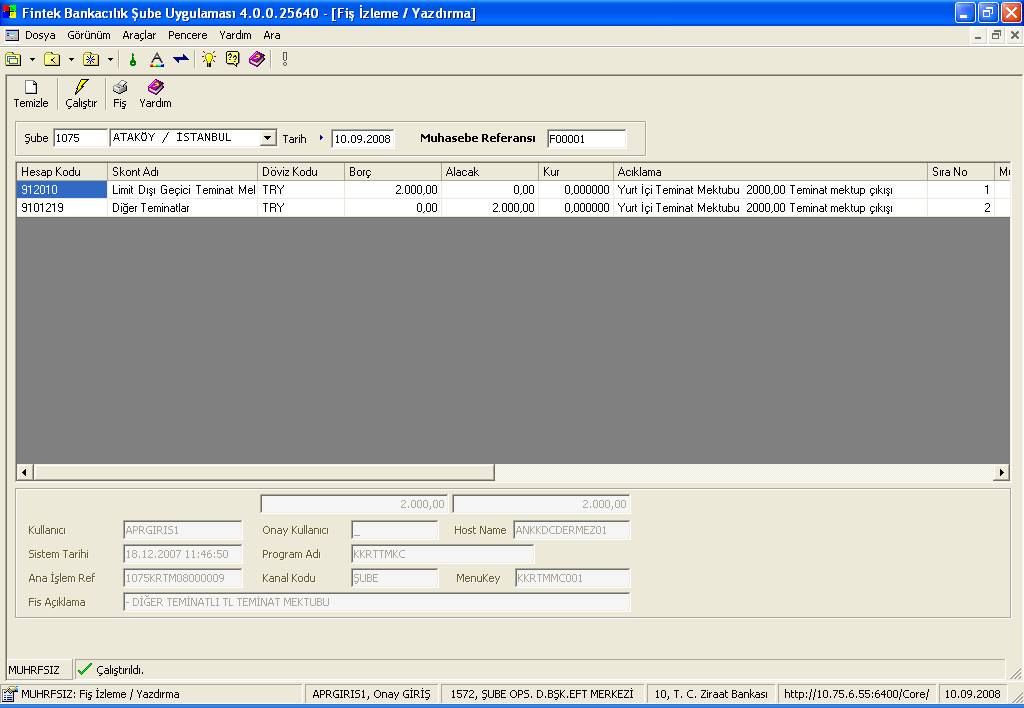 Fintek Bankacılık Şube Uygulaması 4.0.0.25640 - [Fiş İzleme / Yazdırma]
Dosya Görünüm Araçlar Pencere Yardım Ara
Temizle Çalıştır Fiş Yardım
Şube 1075 ATAKÖY / İSTANBUL Tarih 10.09.2008 Muhasebe Referansı F00001
Hesap Kodu Skont Adı Döviz Kodu Borç Alacak Kur Açıklama Sıra No Mu
912010 Limit Dışı Geçici Teminat Mel TRY 2.000,00 0,00 0,000000 Yurt İçi Teminat Mektubu 2000,00 Teminat mektup çıkışı 1
9101219 Diğer Teminatlar TRY 0,00 2.000,00 0,000000 Yurt İçi Teminat Mektubu 2000,00 Teminat mektup çıkışı 2
2.000,00 2.000,00
Kullanıcı APRGIRIS1 Onay Kullanıcı _ Host Name ANKKDCDERMEZ01
Sistem Tarihi 18.12.2007 11:46:50 Program Adı KKRTTMKC
Ana İşlem Ref 1075KRTM08000009 Kanal Kodu ŞUBE MenuKey KKRTMMC001
Fis Açıklama - DİĞER TEMİNATLI TL TEMİNAT MEKTUBU
MUHRFSIZ Çalıştırıldı.
MUHRFSIZ: Fiş İzleme / Yazdırma APRGIRIS1, Onay GİRİŞ 1572, ŞUBE OPS. D.BŞK.EFT MERKEZİ 10, T. C. Ziraat Bankası http://10.75.6.55:6400/Core/ 10.09.2008